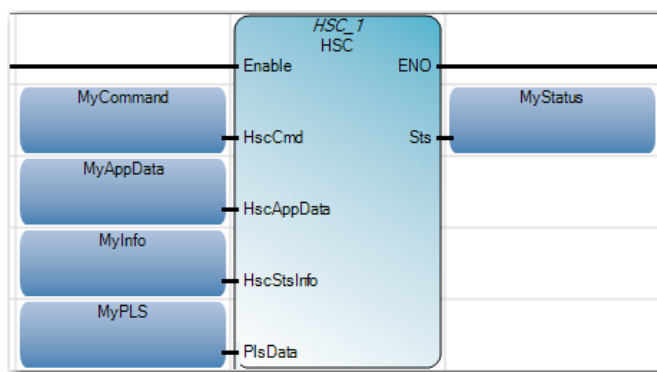 HSC_1
HSC
Enable ENO
MyCommand MyStatus
HscCmd Sts
MyAppData
HscAppData
MyInfo
HscStsInfo
MyPLS
PlsData